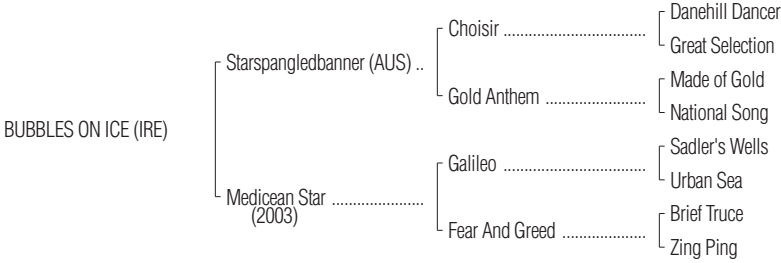 BUBBLES ON ICE (IRE)
Starspangledbanner (AUS) ..
Medicean Star ......................
(2003)
Choisir ..................................
Gold Anthem ........................
Galileo ..................................
Fear And Greed ....................
Danehill Dancer
Great Selection
Made of Gold
National Song
Sadler's Wells
Urban Sea
Brief Truce
Zing Ping